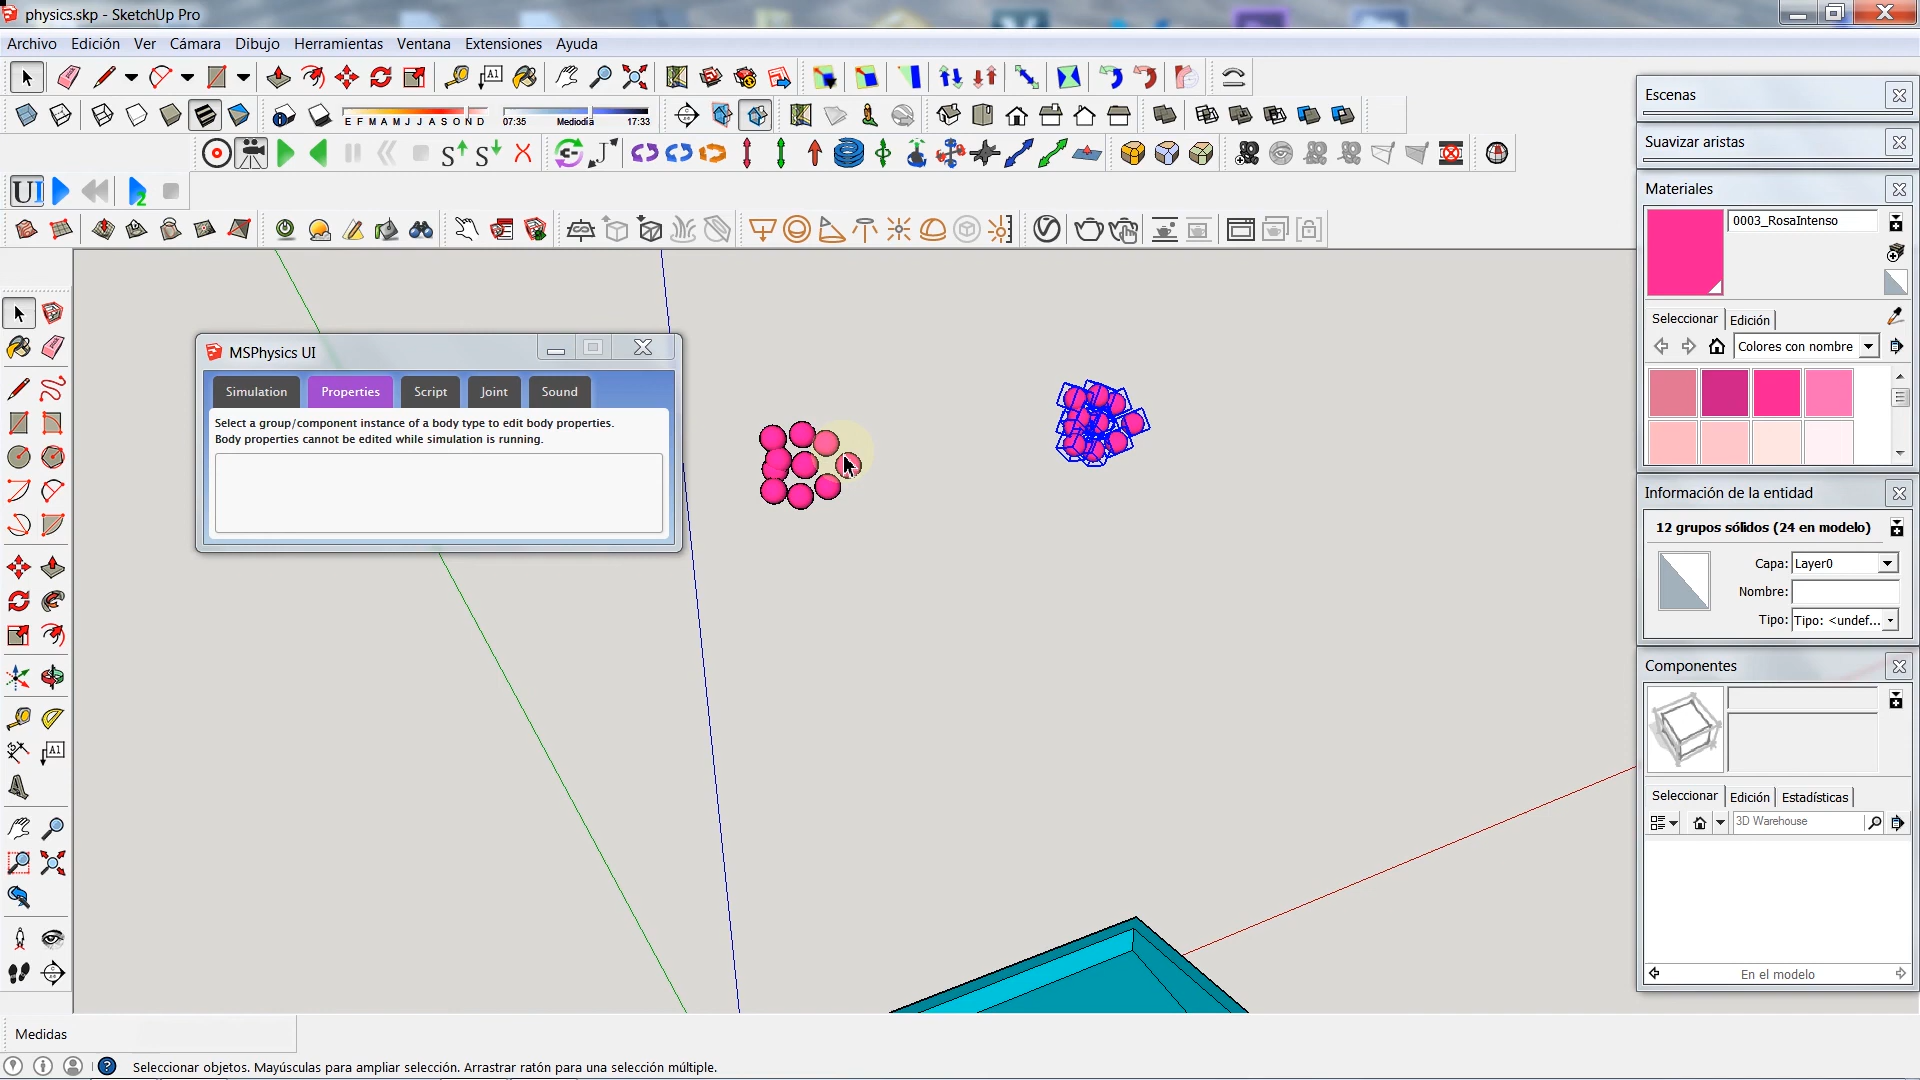 physics.skp - SketchUp Pro
Archivo Edición Ver Cámara Dibujo Herramientas Ventana Extensiones Ayuda
A1
E F M A M J J A S O N D 07:35 Mediodía 17:33
UI
2
Escenas
Suavizar aristas
Materiales
0003_RosaIntenso
Seleccionar Edición
Colores con nombre
MSPhysics UI
Simulation Properties Script Joint Sound
Select a group/component instance of a body type to edit body properties.
Body properties cannot be edited while simulation is running.
Información de la entidad
12 grupos sólidos (24 en modelo)
Capa: Layer0
Nombre:
Tipo: Tipo: <undef...
Componentes
Seleccionar Edición Estadísticas
3D Warehouse
En el modelo
A1
Medidas
Seleccionar objetos. Mayúsculas para ampliar selección. Arrastrar ratón para una selección múltiple.